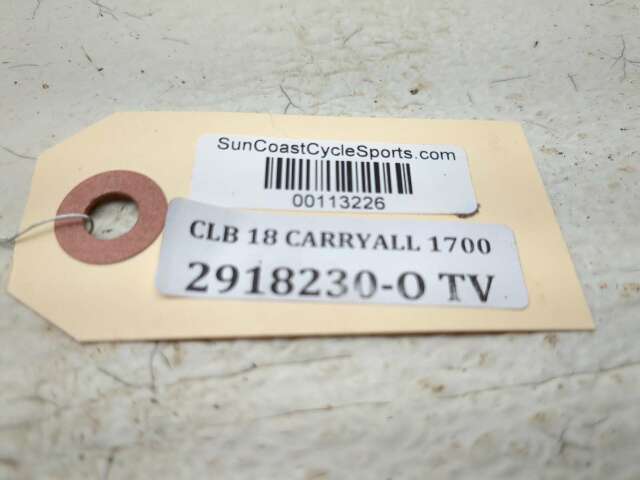 SunCoastCycleSports.com
00113226
CLB 18 CARRYALL 1700
2918230-O TV